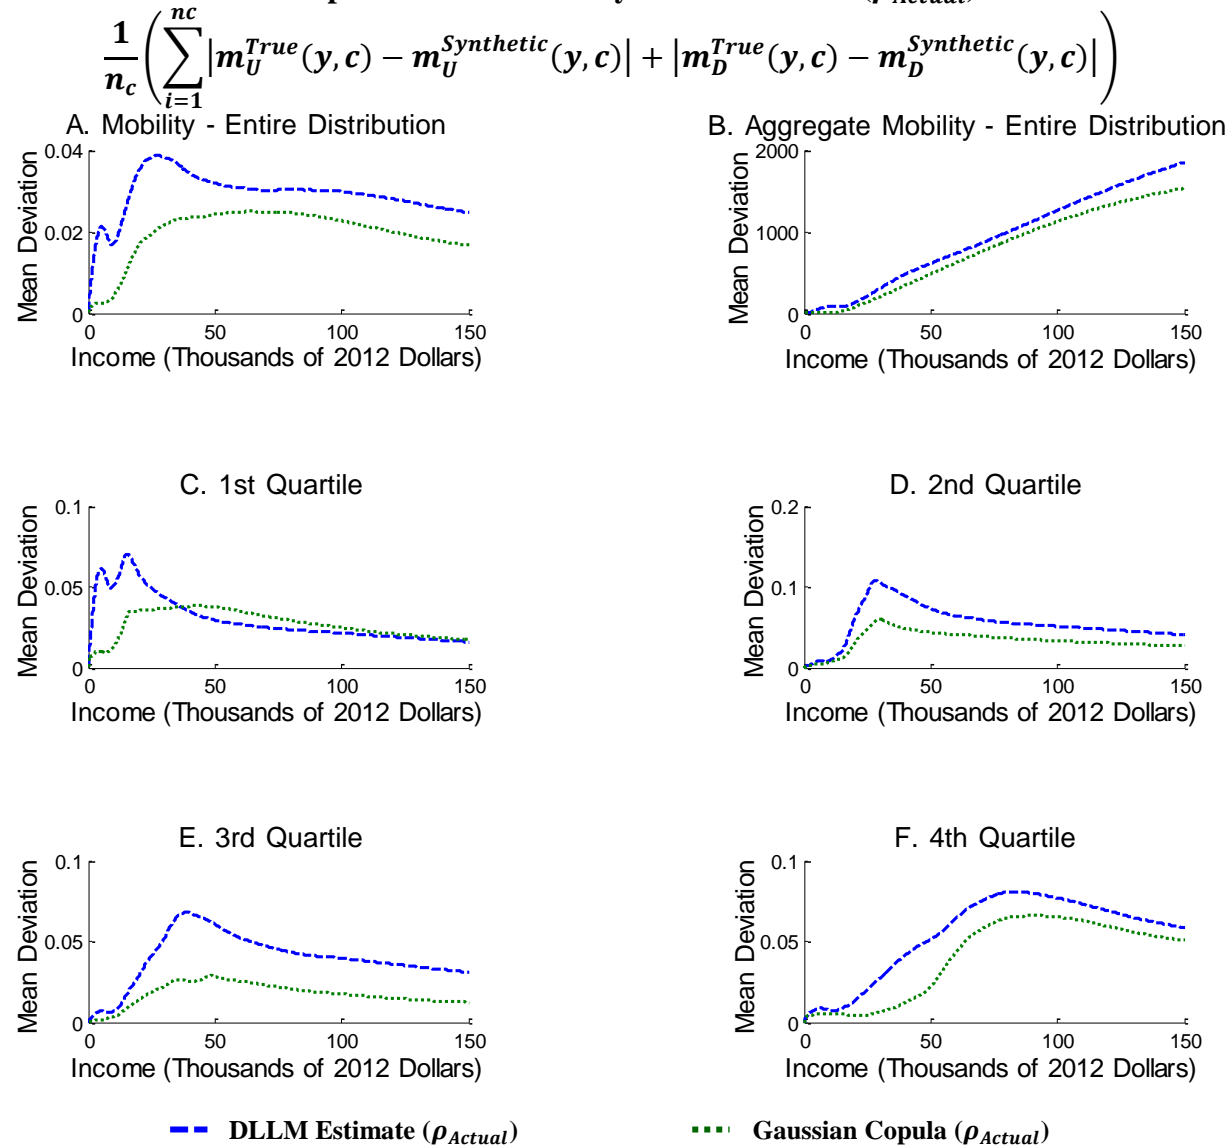 (ρ_Actual)
1/n_c (∑_{i=1}^{nc} |m_U^{True}(y, c) − m_U^{Synthetic}(y, c)| + |m_D^{True}(y, c) − m_D^{Synthetic}(y, c)|)
A. Mobility - Entire Distribution
0.04
0.02
0
Mean Deviation
0 50 100 150
Income (Thousands of 2012 Dollars)
B. Aggregate Mobility - Entire Distribution
2000
1000
0
Mean Deviation
0 50 100 150
Income (Thousands of 2012 Dollars)
C. 1st Quartile
0.1
0.05
0
Mean Deviation
0 50 100 150
Income (Thousands of 2012 Dollars)
D. 2nd Quartile
0.2
0.1
0
Mean Deviation
0 50 100 150
Income (Thousands of 2012 Dollars)
E. 3rd Quartile
0.1
0.05
0
Mean Deviation
0 50 100 150
Income (Thousands of 2012 Dollars)
F. 4th Quartile
0.1
0.05
0
Mean Deviation
0 50 100 150
Income (Thousands of 2012 Dollars)
DLLM Estimate (ρ_Actual)
Gaussian Copula (ρ_Actual)